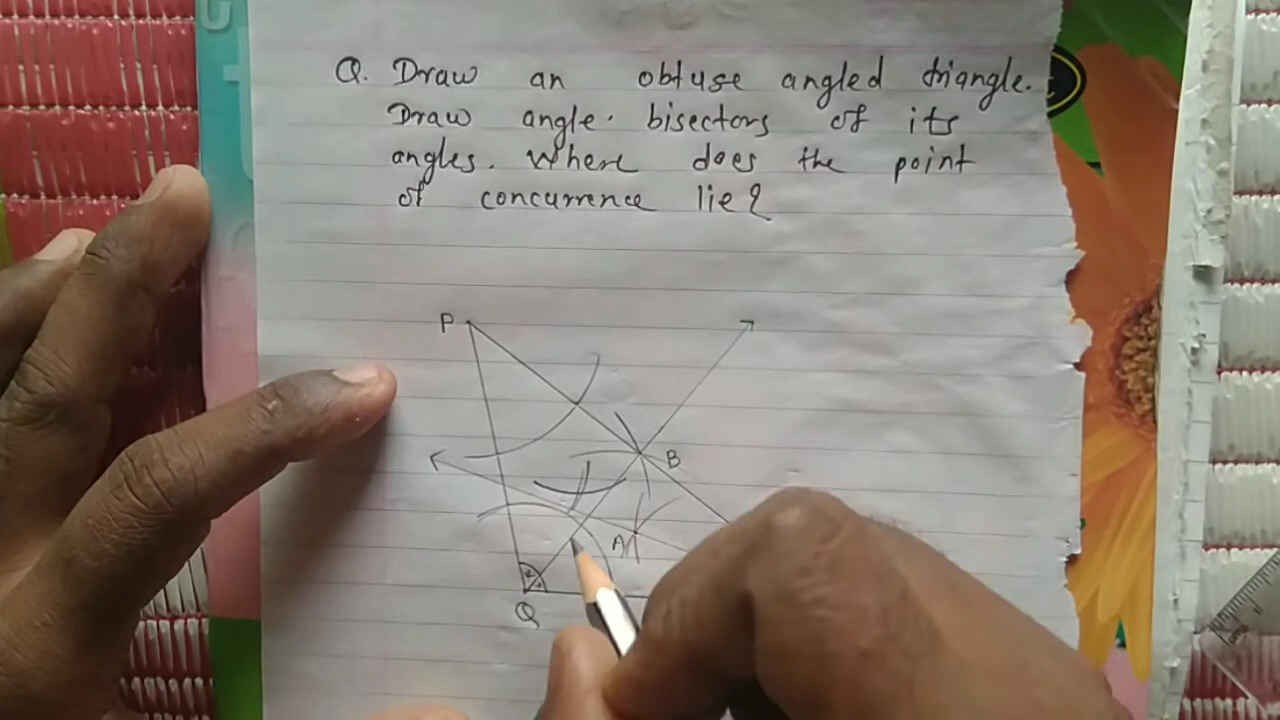 Q. Draw an obtuse angled triangle.
Draw angle. bisectors of its
angles. Where does the point
of concurrence lie?
P
B
A
Q